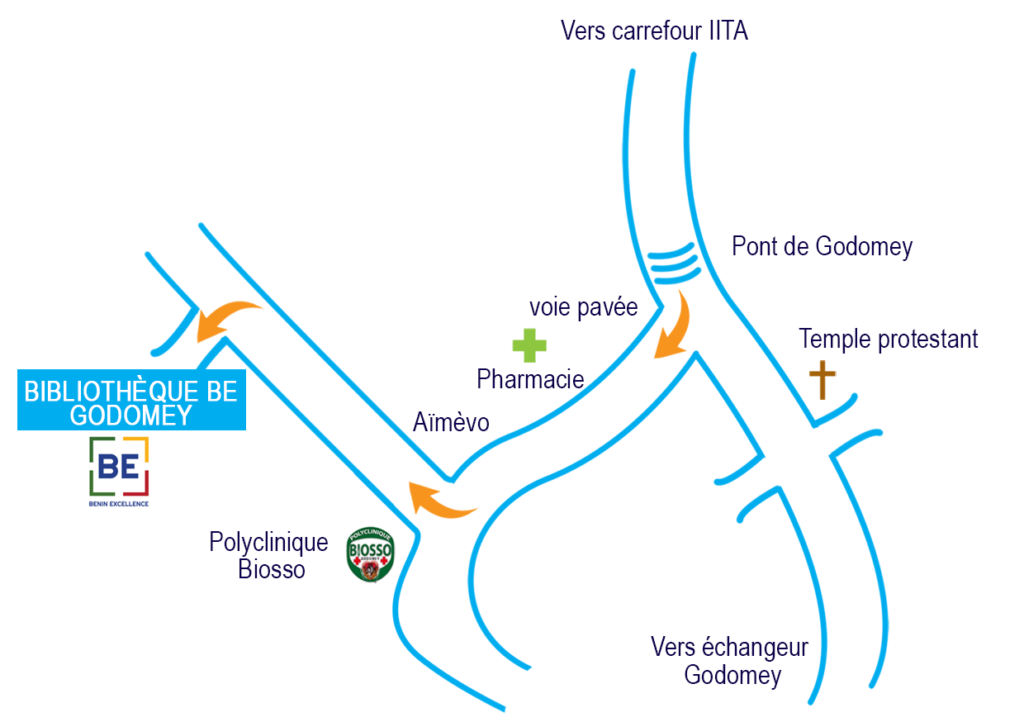 Vers carrefour IITA
Pont de Godomey
voie pavée
Temple protestant
Pharmacie
BIBLIOTHÈQUE BE
GODOMEY
Aïmèvo
BE
BENIN EXCELLENCE
Polyclinique
Biosso
POLYCLINIQUE
BIOSSO
Vers échangeur
Godomey